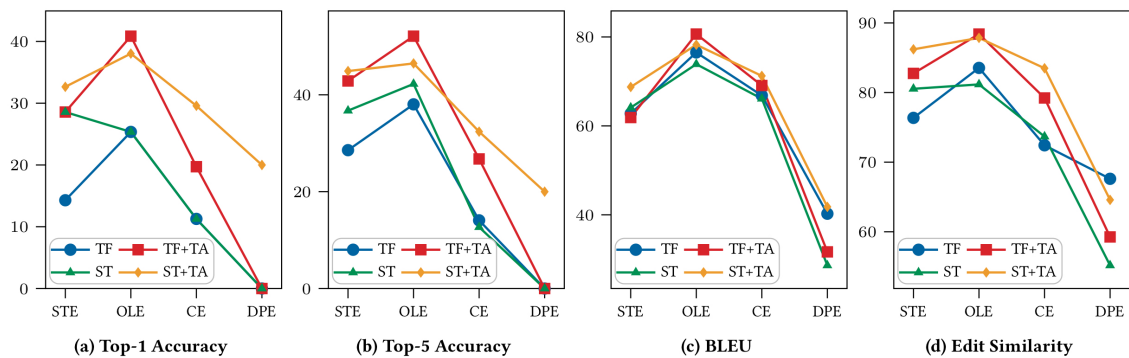 40
30
20
10
0
TF TF+TA
ST ST+TA
STE OLE CE DPE
(a) Top-1 Accuracy
40
20
0
TF TF+TA
ST ST+TA
STE OLE CE DPE
(b) Top-5 Accuracy
80
60
40
TF TF+TA
ST ST+TA
STE OLE CE DPE
(c) BLEU
90
80
70
60
TF TF+TA
ST ST+TA
STE OLE CE DPE
(d) Edit Similarity